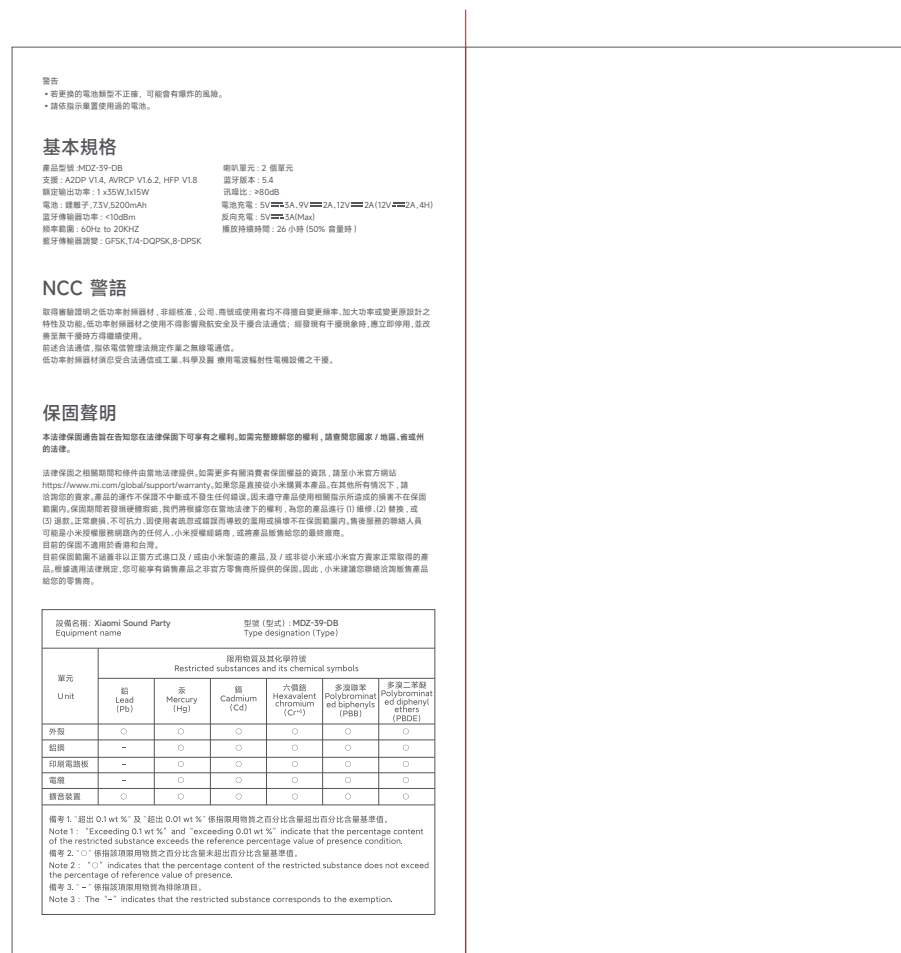 警告
• 若更換的電池類型不正確，可能會有爆炸的風險。
• 請依指示棄置使用過的電池。
基本規格
產品型號 :MDZ-39-DB
支援 : A2DP V1.4, AVRCP V1.6.2, HFP V1.8
額定输出功率 : 1 x35W,1x15W
電池 : 鋰離子,7.3V,5200mAh
蓝牙傳輸器功率 : <10dBm
頻率範圍 : 60Hz to 20KHZ
藍牙傳輸器調變 : GFSK,T/4-DQPSK,8-DPSK
喇叭單元 : 2 個單元
蓝牙版本 : 5.4
讯噪比 : ≥80dB
電池充電 : 5V⎓3A、9V⎓2A、12V⎓2A(12V⎓2A、4H)
反向充電 : 5V⎓3A(Max)
播放持續時間 : 26 小時 (50% 音量時 )
NCC 警語
取得審驗證明之低功率射頻器材 , 非經核准 , 公司、商號或使用者均不得擅自變更頻率、加大功率或變更原設計之
特性及功能。低功率射頻器材之使用不得影響飛航安全及干擾合法通信；經發現有干擾現象時,應立即停用,並改
善至無干擾時方得繼續使用。
前述合法通信,指依電信管理法規定作業之無線電通信。
低功率射頻器材須忍受合法通信或工業、科學及醫 療用電波輻射性電機設備之干擾。
保固聲明
本法律保固通告旨在告知您在法律保固下可享有之權利。如需完整瞭解您的權利 , 請查閱您國家 / 地區、省或州
的法律。
法律保固之相關期間和條件由當地法律提供。如需更多有關消費者保固權益的資訊 , 請至小米官方網站
https://www.mi.com/global/support/warranty。如果您是直接從小米購買本產品。在其他所有情況下 , 請
洽詢您的賣家。產品的運作不保證不中斷或不發生任何錯誤。因未遵守產品使用相關指示所造成的損害不在保固
範圍內。保固期間若發現硬體瑕疵,我們將根據您在當地法律下的權利 , 為您的產品進行 (1) 維修、(2) 替換 , 或
(3) 退款。正常磨損、不可抗力、因使用者疏忽或錯誤而導致的濫用或損壞不在保固範圍內。售後服務的聯絡人員
可能是小米授權服務網路內的任何人、小米授權經銷商 , 或將產品販售給您的最終廠商。
目前的保固不適用於香港和台灣。
目前保固範圍不涵蓋非以正當方式進口及 / 或由小米製造的產品,及 / 或非從小米或小米官方賣家正常取得的產
品。根據適用法律規定,您可能享有銷售產品之非官方零售商所提供的保固。因此 , 小米建議您聯絡洽詢販售產品
給您的零售商。
設備名稱：Xiaomi Sound Party 型號 (型式) : MDZ-39-DB
Equipment name Type designation (Type)
單元
Unit
限用物質及其化學符號
Restricted substances and its chemical symbols
鉛
Lead
(Pb)
汞
Mercury
(Hg)
鎘
Cadmium
(Cd)
六價鉻
Hexavalent
chromium
(Cr⁺⁶)
多溴聯苯
Polybrominat
ed biphenyls
(PBB)
多溴二苯醚
Polybrominat
ed diphenyl
ethers
(PBDE)
外殼 ○ ○ ○ ○ ○ ○
鋁鋼 – ○ ○ ○ ○ ○
印刷電路板 – ○ ○ ○ ○ ○
電纜 – ○ ○ ○ ○ ○
擴音裝置 ○ ○ ○ ○ ○ ○
備考 1. "超出 0.1 wt %" 及 "超出 0.01 wt %" 係指限用物質之百分比含量超出百分比含量基準值。
Note 1 : "Exceeding 0.1 wt %" and "exceeding 0.01 wt %" indicate that the percentage content
of the restricted substance exceeds the reference percentage value of presence condition.
備考 2. "○" 係指該項限用物質之百分比含量未超出百分比含量基準值。
Note 2 : "○" indicates that the percentage content of the restricted substance does not exceed
the percentage of reference value of presence.
備考 3. "–" 係指該項限用物質為排除項目。
Note 3 : The "–" indicates that the restricted substance corresponds to the exemption.